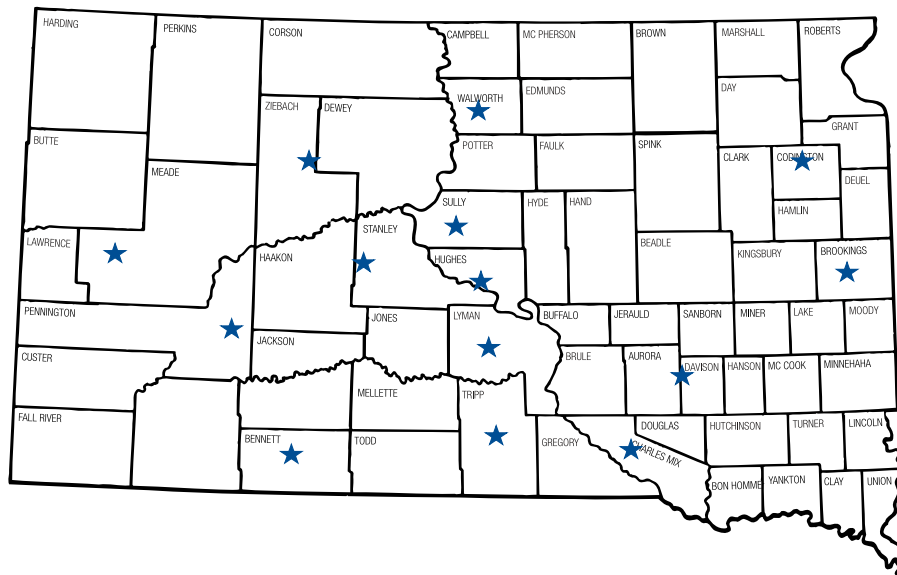 HARDING
PERKINS
CORSON
CAMPBELL
MC PHERSON
BROWN
MARSHALL
ROBERTS
WALWORTH
EDMUNDS
DAY
ZIEBACH
DEWEY
GRANT
BUTTE
POTTER
FAULK
SPINK
CLARK
CODINGTON
MEADE
DEUEL
SULLY
HYDE
HAND
HAMLIN
STANLEY
LAWRENCE
HAAKON
HUGHES
BEADLE
KINGSBURY
BROOKINGS
PENNINGTON
JONES
LYMAN
BUFFALO
JERAULD
SANBORN
MINER
LAKE
MOODY
JACKSON
CUSTER
BRULE
AURORA
DAVISON
HANSON
MC COOK
MINNEHAHA
MELLETTE
TRIPP
FALL RIVER
BENNETT
TODD
GREGORY
DOUGLAS
CHARLES MIX
HUTCHINSON
TURNER
LINCOLN
BON HOMME
YANKTON
CLAY
UNION